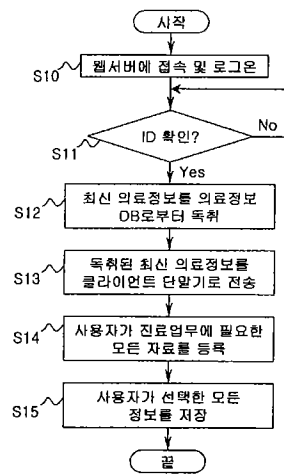 시작
S10
웹서버에 접속 및 로그온
S11
ID 확인?
No
Yes
S12
최신 의료정보를 의료정보
DB로부터 독취
S13
독취된 최신 의료정보를
클라이언트 단말기로 전송
S14
사용자가 진료업무에 필요한
모든 자료를 등록
S15
사용자가 선택한 모든
정보를 저장
끝